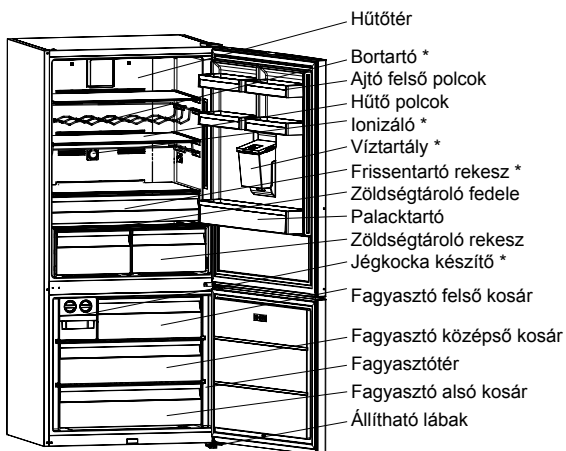 Hűtőtér
Bortartó *
Ajtó felső polcok
Hűtő polcok
Ionizáló *
Víztartály *
Frissentartó rekesz *
Zöldségtároló fedele
Palacktartó
Zöldségtároló rekesz
Jégkocka készítő *
Fagyasztó felső kosár
Fagyasztó középső kosár
Fagyasztótér
Fagyasztó alsó kosár
Állítható lábak